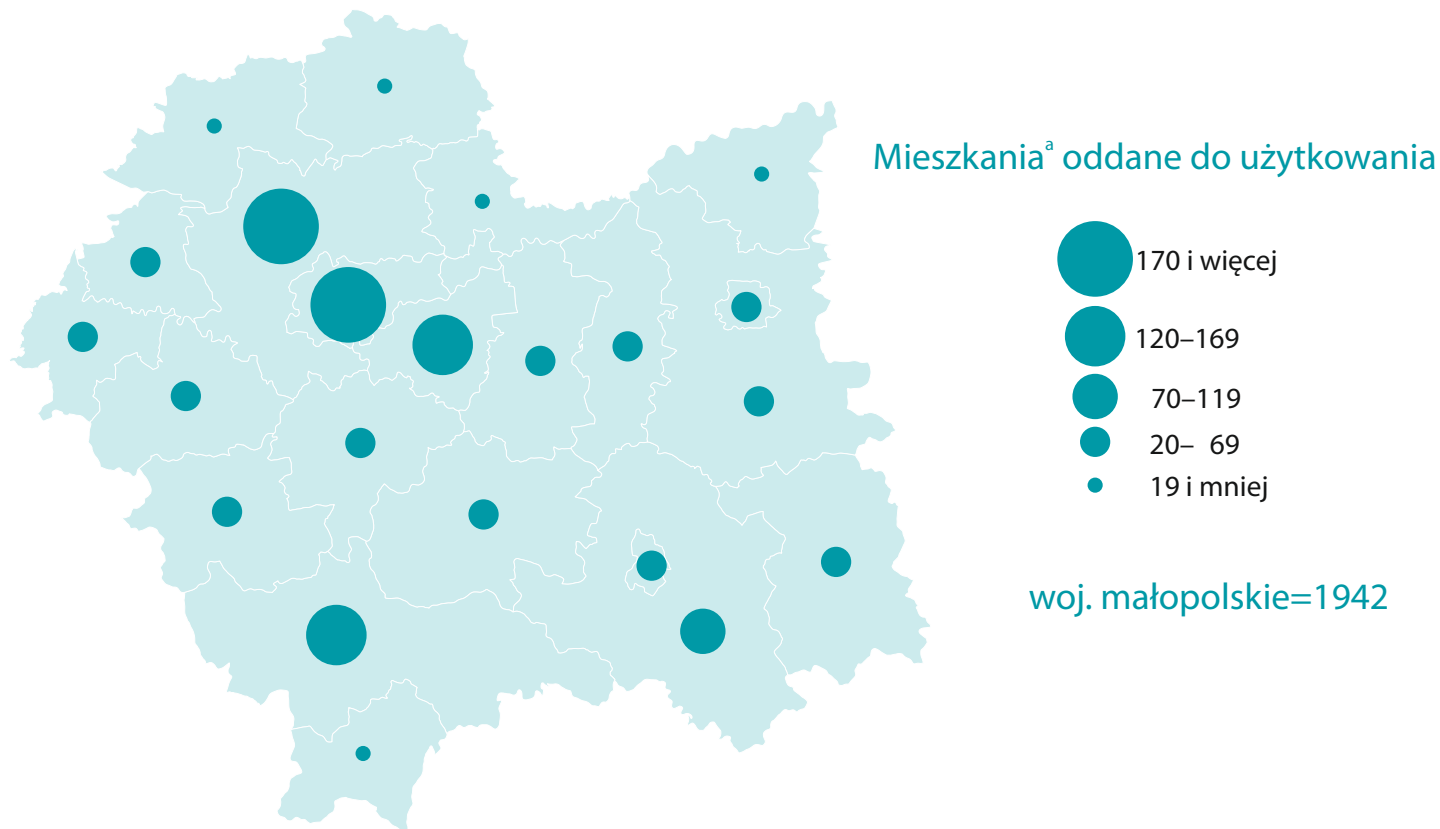 Mieszkaniaᵃ oddane do użytkowania
170 i więcej
120–169
70–119
20– 69
19 i mniej
woj. małopolskie=1942